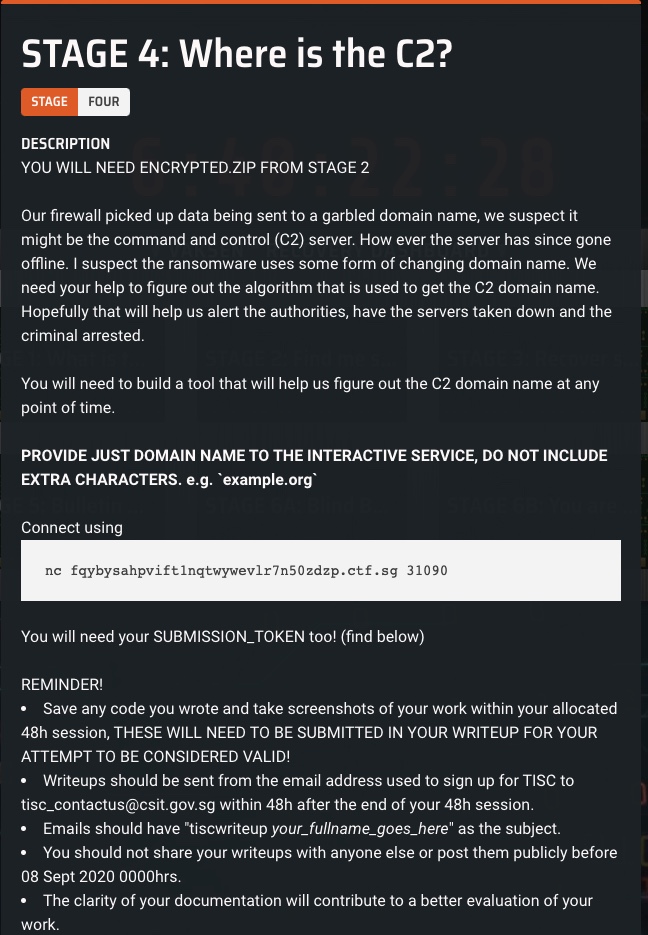 STAGE 4: Where is the C2?
STAGE FOUR
DESCRIPTION
YOU WILL NEED ENCRYPTED.ZIP FROM STAGE 2
Our firewall picked up data being sent to a garbled domain name, we suspect it
might be the command and control (C2) server. How ever the server has since gone
offline. I suspect the ransomware uses some form of changing domain name. We
need your help to figure out the algorithm that is used to get the C2 domain name.
Hopefully that will help us alert the authorities, have the servers taken down and the
criminal arrested.
You will need to build a tool that will help us figure out the C2 domain name at any
point of time.
PROVIDE JUST DOMAIN NAME TO THE INTERACTIVE SERVICE, DO NOT INCLUDE
EXTRA CHARACTERS. e.g. `example.org`
Connect using
nc fqybysahpvift1nqtwywevlr7n50zdzp.ctf.sg 31090
You will need your SUBMISSION_TOKEN too! (find below)
REMINDER!
• Save any code you wrote and take screenshots of your work within your allocated
48h session, THESE WILL NEED TO BE SUBMITTED IN YOUR WRITEUP FOR YOUR
ATTEMPT TO BE CONSIDERED VALID!
• Writeups should be sent from the email address used to sign up for TISC to
tisc_contactus@csit.gov.sg within 48h after the end of your 48h session.
• Emails should have "tiscwriteup your_fullname_goes_here" as the subject.
• You should not share your writeups with anyone else or post them publicly before
08 Sept 2020 0000hrs.
• The clarity of your documentation will contribute to a better evaluation of your
work.